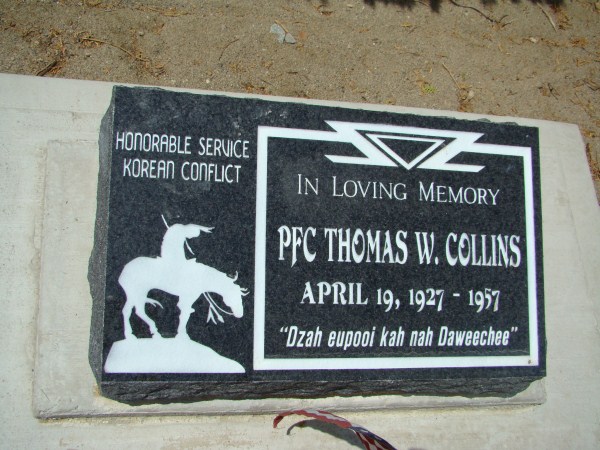 HONORABLE SERVICE
KOREAN CONFLICT
IN LOVING MEMORY
PFC THOMAS W. COLLINS
APRIL 19, 1927 - 1957
"Dzah eupooi kah nah Daweechee"